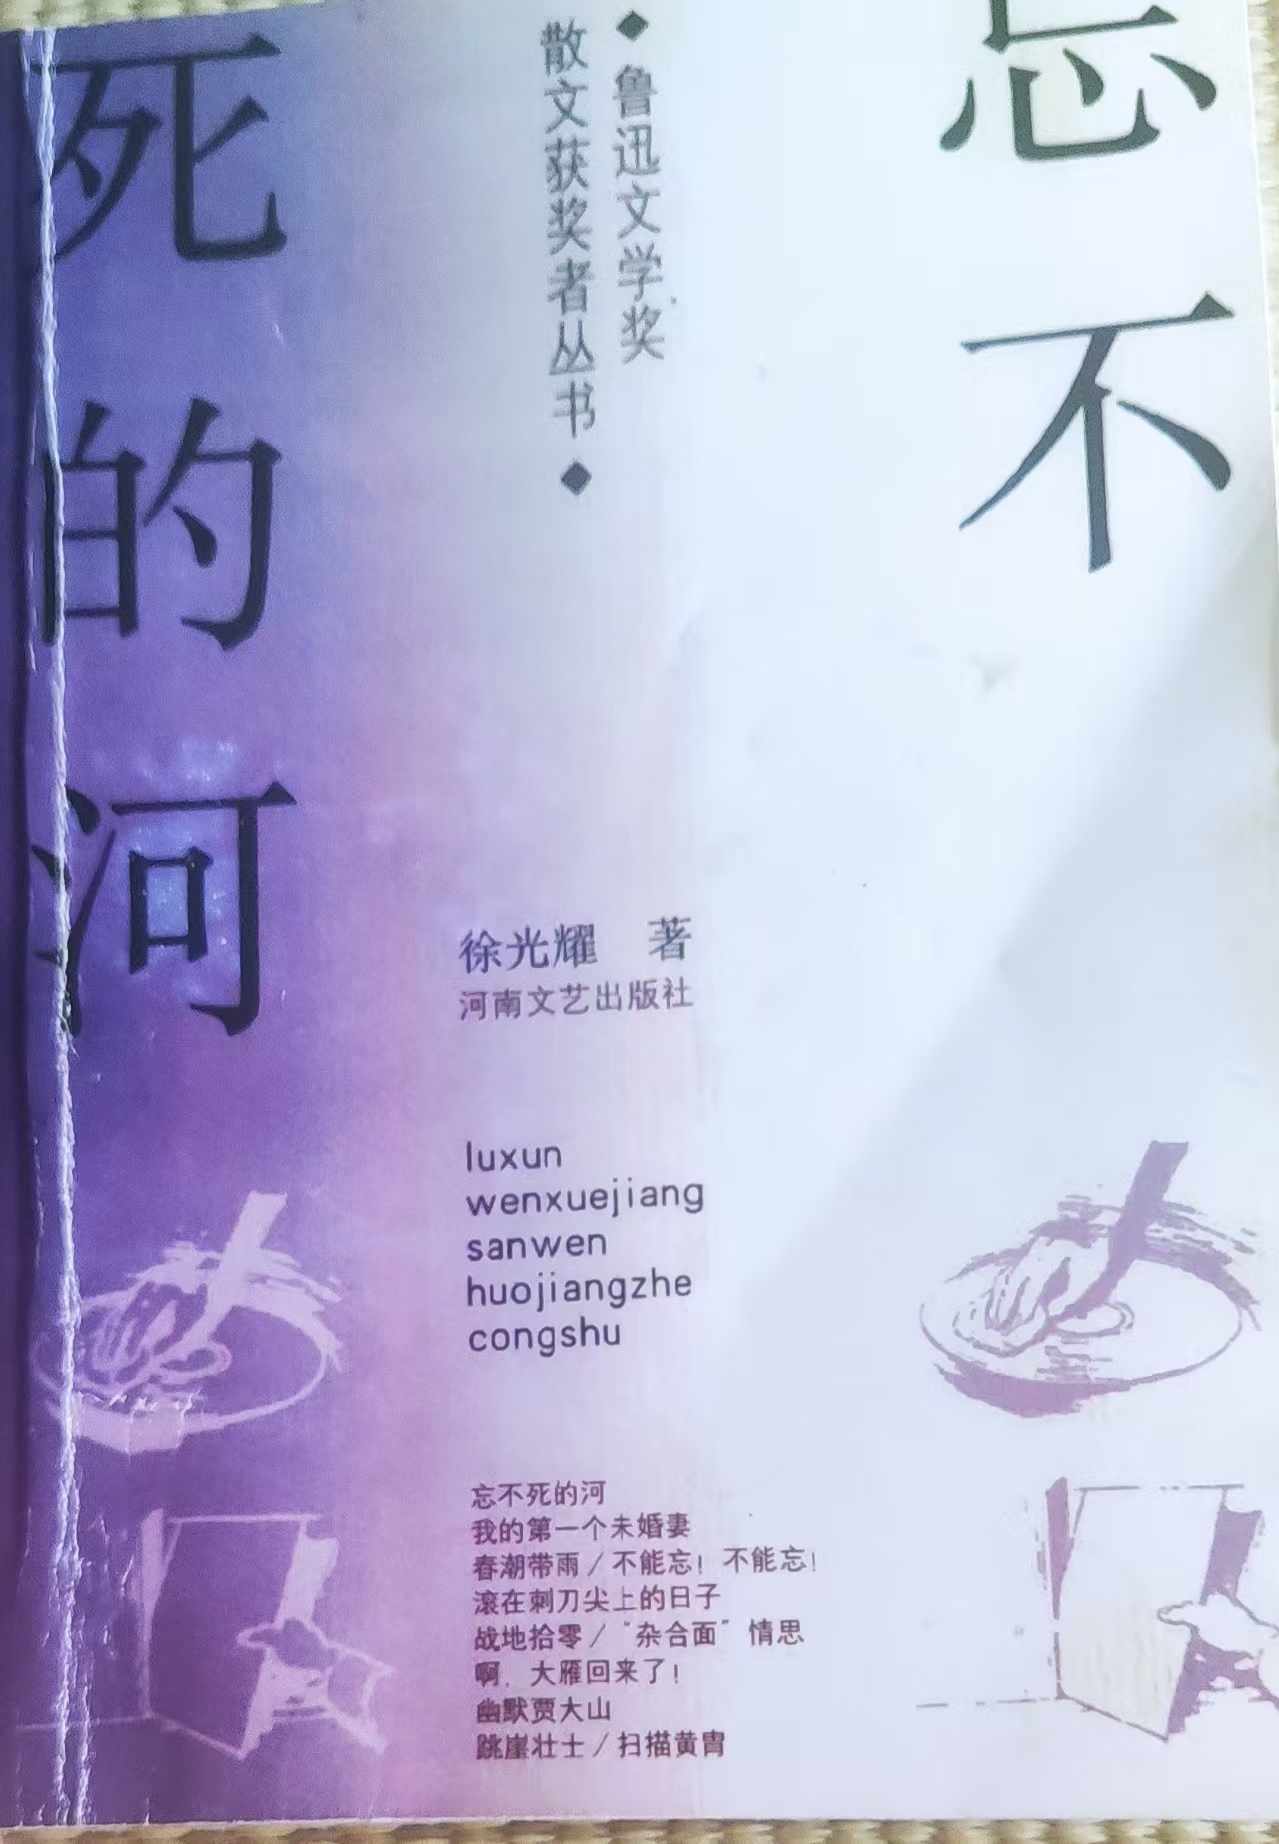 忘不
死的河
鲁迅文学奖
散文获奖者丛书
徐光耀 著
河南文艺出版社
luxun
wenxuejiang
sanwen
huojiangzhe
congshu
忘不死的河
我的第一个未婚妻
春潮带雨/不能忘!不能忘!
滚在刺刀尖上的日子
战地拾零/“杂合面”情思
啊,大雁回来了!
幽默贾大山
跳崖壮士/扫描黄胄